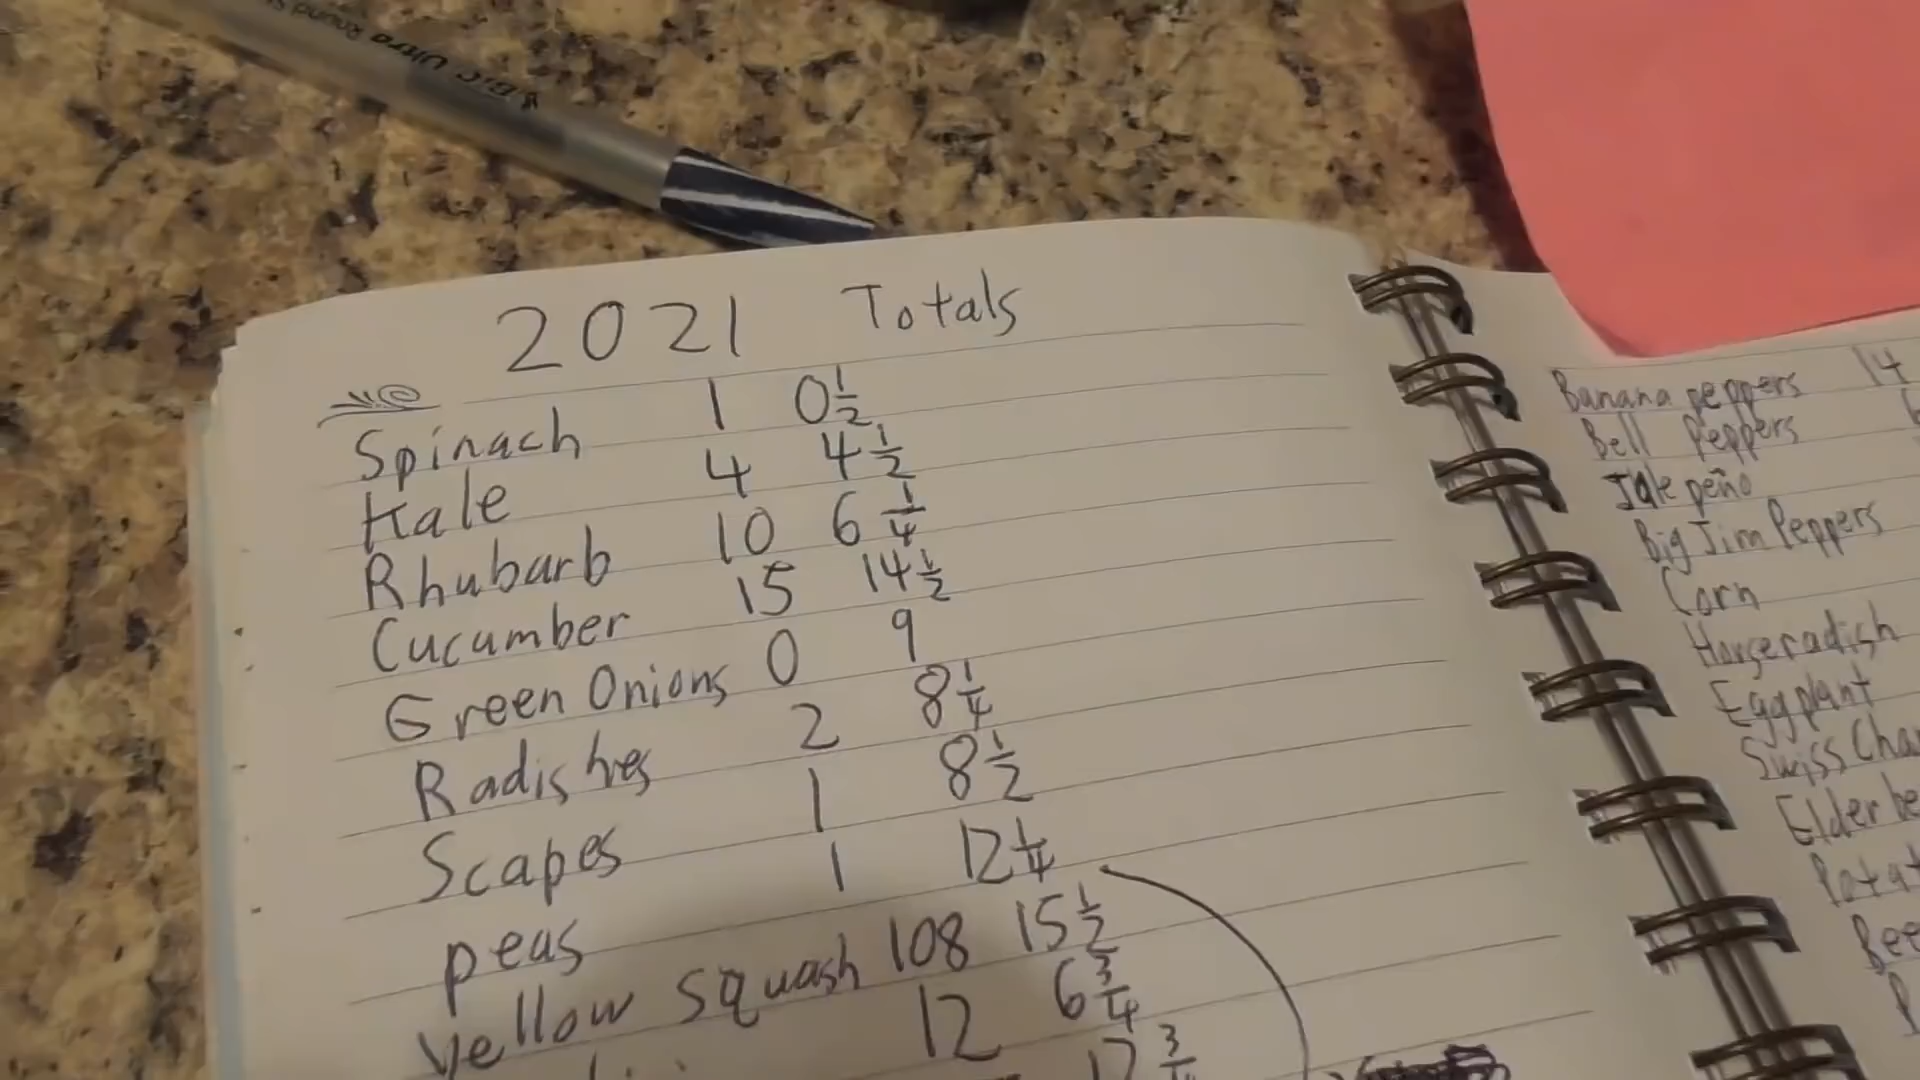 BIC Ultra Round
2021 Totals
Spinach 1 0 1/2
Kale 4 4 1/2
Rhubarb 10 6 1/4
Cucumber 15 14 1/2
Green Onions 0 9
Radishes 2 8 1/4
Scapes 1 8 1/2
peas 1 12 1/4
yellow squash 108 15 1/2
12 6 3/4
Banana peppers 14
Bell Peppers
Jalepeño
Big Jim Peppers
Corn
Horseradish
Eggplant
Swiss